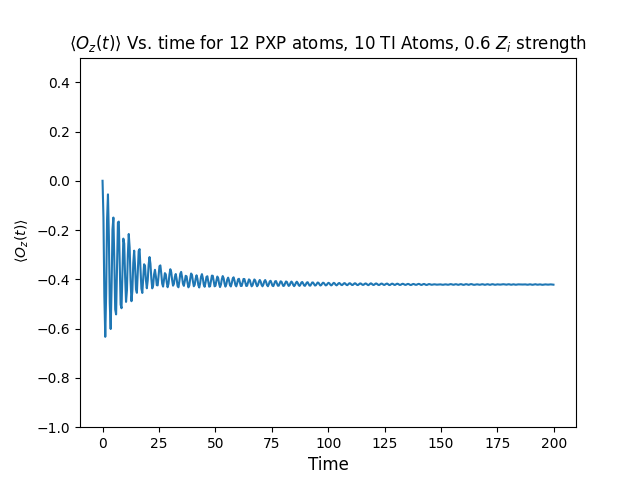 ⟨O_z(t)⟩ Vs. time for 12 PXP atoms, 10 TI Atoms, 0.6 Z_i strength
0.4
0.2
0.0
−0.2
−0.4
−0.6
−0.8
−1.0
⟨O_z(t)⟩
0 25 50 75 100 125 150 175 200
Time